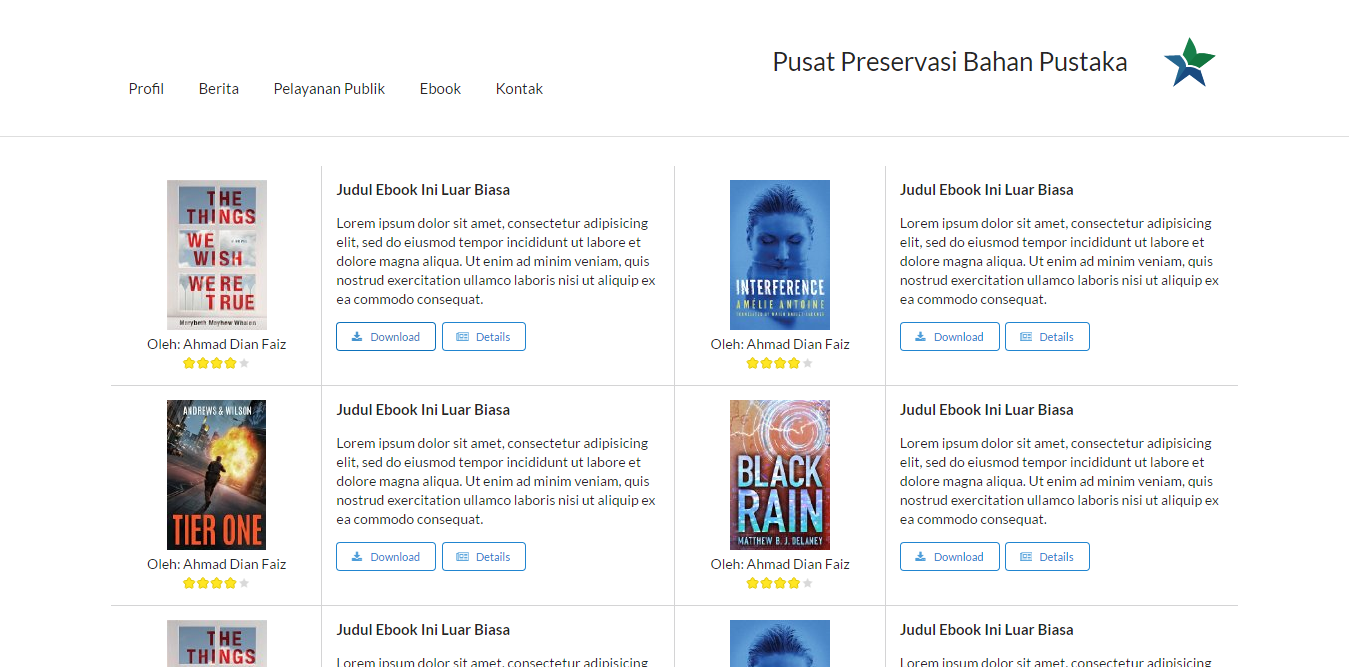 Pusat Preservasi Bahan Pustaka
Profil Berita Pelayanan Publik Ebook Kontak
THE
THINGS
WE
WISH
WERE
TRUE
Marybeth Mayhew Whalen
Oleh: Ahmad Dian Faiz
Judul Ebook Ini Luar Biasa
Lorem ipsum dolor sit amet, consectetur adipisicing
elit, sed do eiusmod tempor incididunt ut labore et
dolore magna aliqua. Ut enim ad minim veniam, quis
nostrud exercitation ullamco laboris nisi ut aliquip ex
ea commodo consequat.
Download Details
INTERFERENCE
AMÉLIE ANTOINE
Oleh: Ahmad Dian Faiz
Judul Ebook Ini Luar Biasa
Lorem ipsum dolor sit amet, consectetur adipisicing
elit, sed do eiusmod tempor incididunt ut labore et
dolore magna aliqua. Ut enim ad minim veniam, quis
nostrud exercitation ullamco laboris nisi ut aliquip ex
ea commodo consequat.
Download Details
ANDREWS & WILSON
TIER ONE
Oleh: Ahmad Dian Faiz
Judul Ebook Ini Luar Biasa
Lorem ipsum dolor sit amet, consectetur adipisicing
elit, sed do eiusmod tempor incididunt ut labore et
dolore magna aliqua. Ut enim ad minim veniam, quis
nostrud exercitation ullamco laboris nisi ut aliquip ex
ea commodo consequat.
Download Details
BLACK
RAIN
MATTHEW B. J. DELANEY
Oleh: Ahmad Dian Faiz
Judul Ebook Ini Luar Biasa
Lorem ipsum dolor sit amet, consectetur adipisicing
elit, sed do eiusmod tempor incididunt ut labore et
dolore magna aliqua. Ut enim ad minim veniam, quis
nostrud exercitation ullamco laboris nisi ut aliquip ex
ea commodo consequat.
Download Details
THE
THINGS
Judul Ebook Ini Luar Biasa
Lorem ipsum dolor sit amet, consectetur adipisicing
Judul Ebook Ini Luar Biasa
Lorem ipsum dolor sit amet, consectetur adipisicing